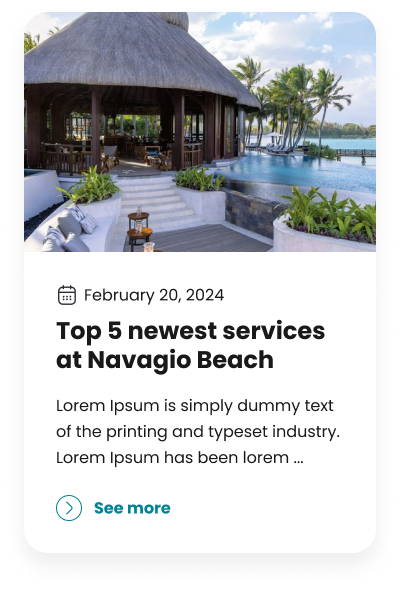 February 20, 2024
Top 5 newest services
at Navagio Beach
Lorem Ipsum is simply dummy text
of the printing and typeset industry.
Lorem Ipsum has been lorem ...
See more